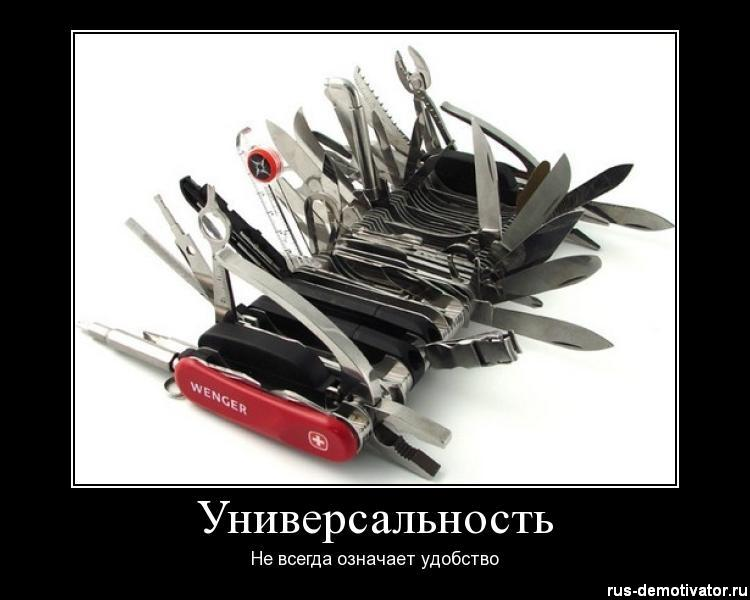 WENGER
Универсальность
Не всегда означает удобство
rus-demotivator.ru